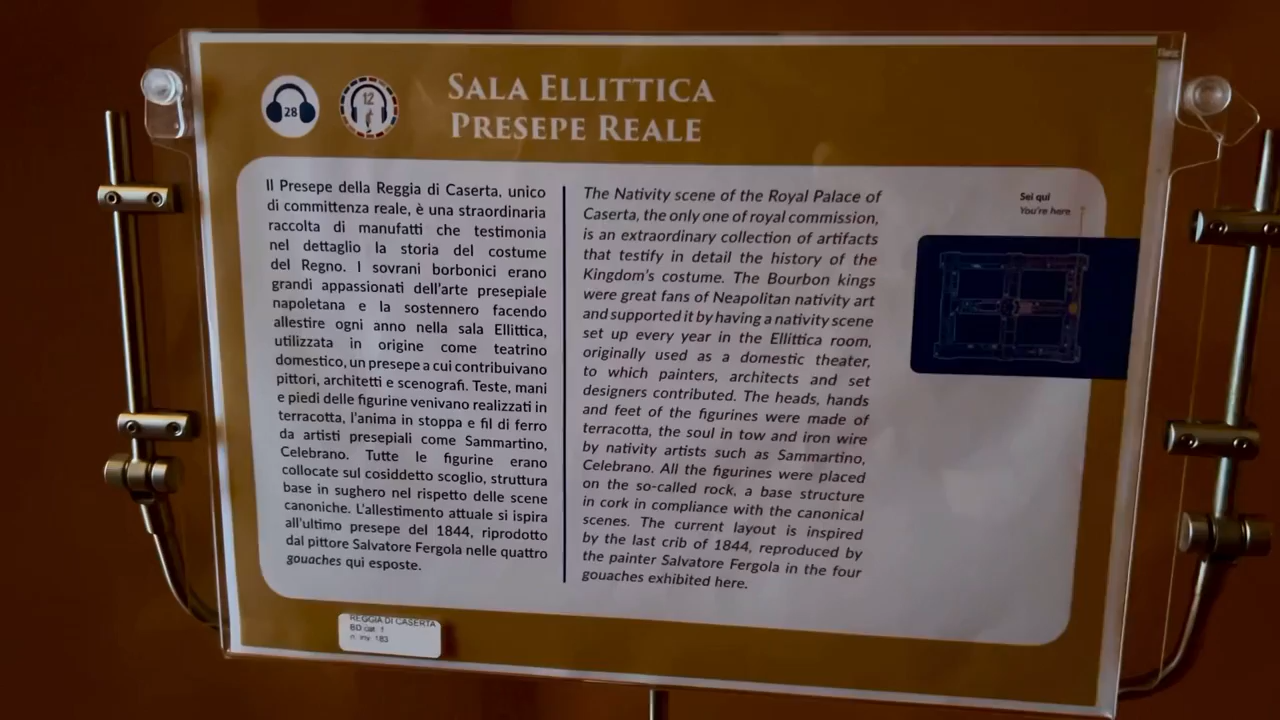 28
12
SALA ELLITTICA
PRESEPE REALE
Il Presepe della Reggia di Caserta, unico
di committenza reale, è una straordinaria
raccolta di manufatti che testimonia
nel dettaglio la storia del costume
del Regno. I sovrani borbonici erano
grandi appassionati dell'arte presepiale
napoletana e la sostennero facendo
allestire ogni anno nella sala Ellittica,
utilizzata in origine come teatrino
domestico, un presepe a cui contribuivano
pittori, architetti e scenografi. Teste, mani
e piedi delle figurine venivano realizzati in
terracotta, l'anima in stoppa e fil di ferro
da artisti presepiali come Sammartino,
Celebrano. Tutte le figurine erano
collocate sul cosiddetto scoglio, struttura
base in sughero nel rispetto delle scene
canoniche. L'allestimento attuale si ispira
all'ultimo presepe del 1844, riprodotto
dal pittore Salvatore Fergola nelle quattro
gouaches qui esposte.
The Nativity scene of the Royal Palace of
Caserta, the only one of royal commission,
is an extraordinary collection of artifacts
that testify in detail the history of the
Kingdom's costume. The Bourbon kings
were great fans of Neapolitan nativity art
and supported it by having a nativity scene
set up every year in the Ellittica room,
originally used as a domestic theater,
to which painters, architects and set
designers contributed. The heads, hands
and feet of the figurines were made of
terracotta, the soul in tow and iron wire
by nativity artists such as Sammartino,
Celebrano. All the figurines were placed
on the so-called rock, a base structure
in cork in compliance with the canonical
scenes. The current layout is inspired
by the last crib of 1844, reproduced by
the painter Salvatore Fergola in the four
gouaches exhibited here.
Sei qui
You're here
REGGIA DI CASERTA
BD cat. 1
n. inv. 183